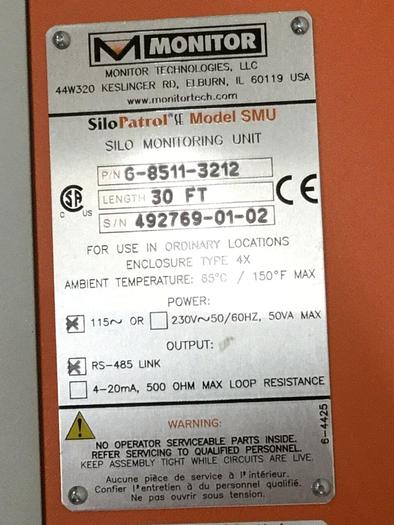 MONITOR
MONITOR TECHNOLOGIES, LLC
44W320 KESLINGER RD, ELBURN, IL 60119 USA
www.monitortech.com
SiloPatrol™SE Model SMU
SILO MONITORING UNIT
P/N 6-8511-3212
LENGTH 30 FT
S/N 492769-01-02
C US
CE
FOR USE IN ORDINARY LOCATIONS
ENCLOSURE TYPE 4X
AMBIENT TEMPERATURE: 65°C / 150°F MAX
POWER:
115~ OR 230V~50/60HZ, 50VA MAX
OUTPUT:
RS-485 LINK
4-20mA, 500 OHM MAX LOOP RESISTANCE
WARNING:
NO OPERATOR SERVICEABLE PARTS INSIDE.
REFER SERVICING TO QUALIFIED PERSONNEL.
KEEP ASSEMBLY TIGHT WHILE CIRCUITS ARE LIVE.
Aucune pièce de service à l' intérieur.
Confier l'entretien à du personnel qualifié.
Ne pas ouvrir sous tension.
6-4425